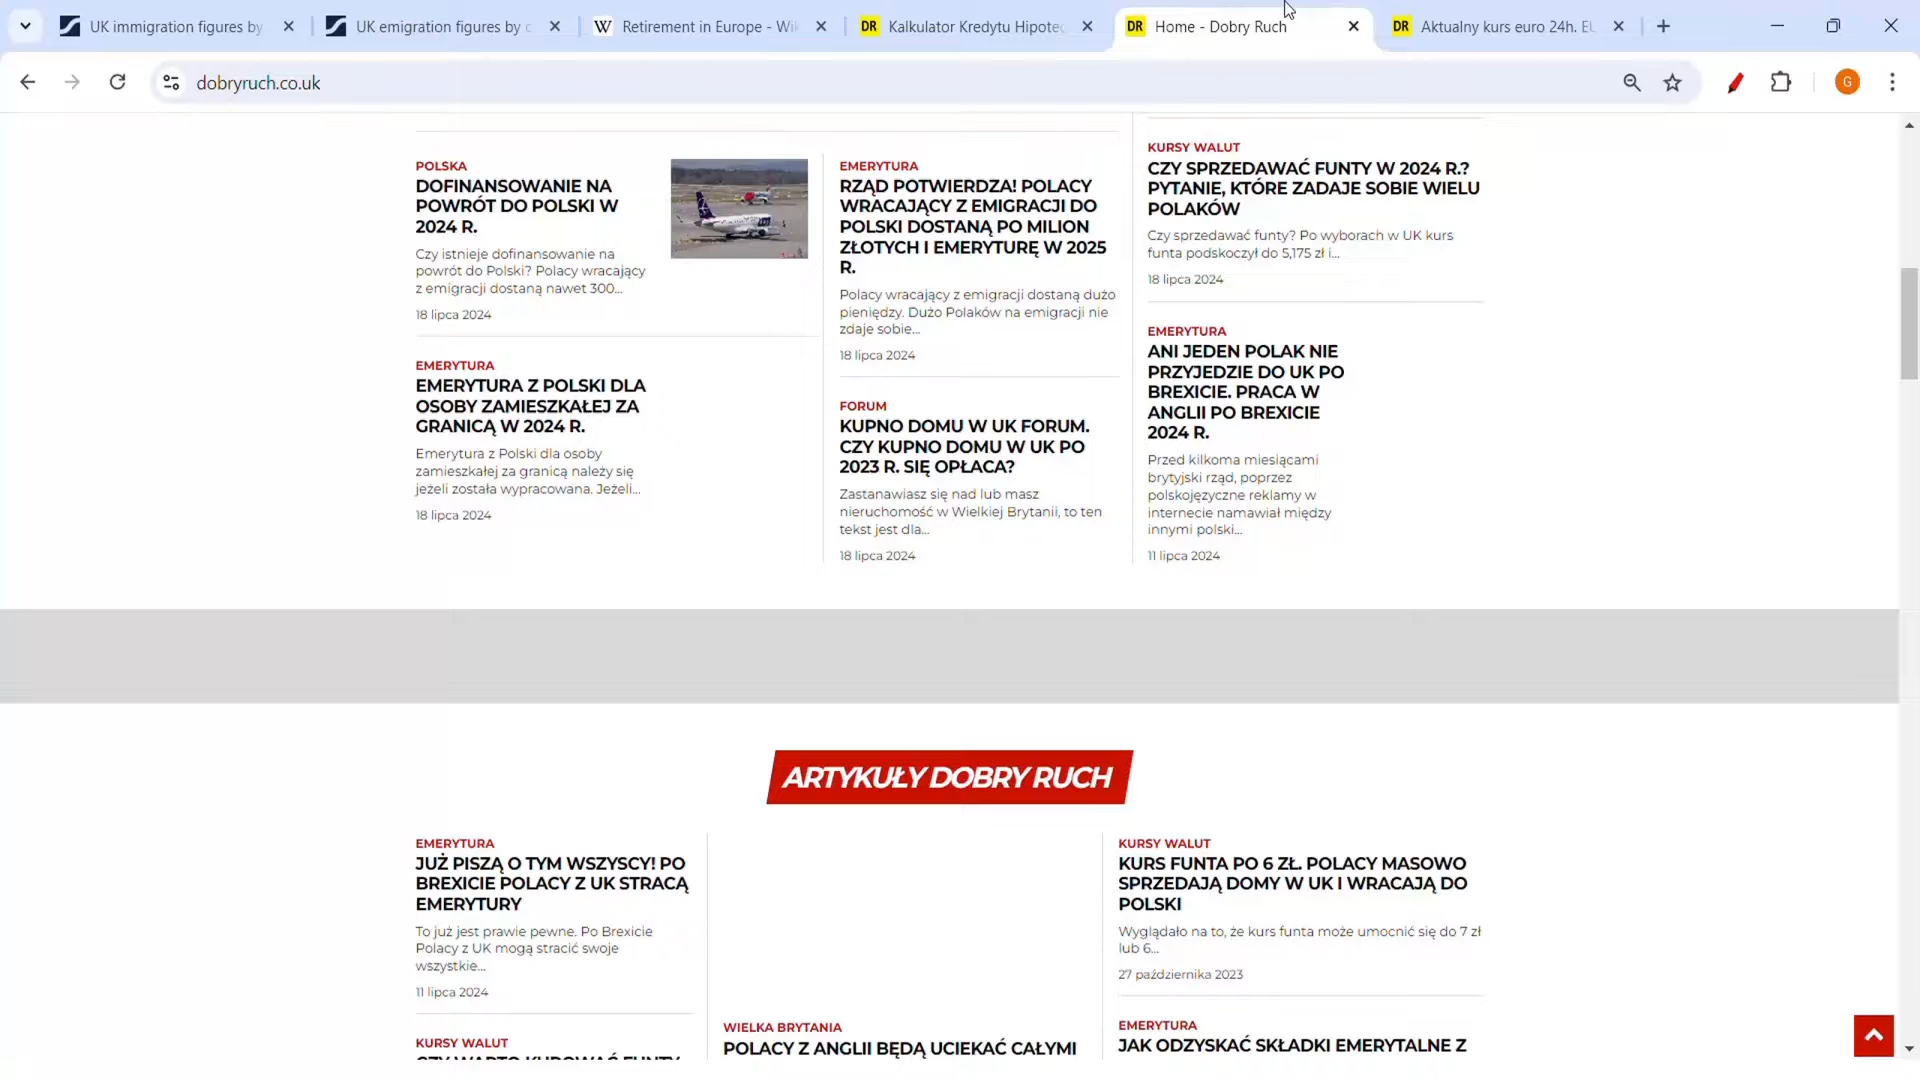 UK immigration figures by
UK emigration figures by c
Retirement in Europe - Wik
DR Kalkulator Kredytu Hipotec
DR Home - Dobry Ruch
DR Aktualny kurs euro 24h. EU
dobryruch.co.uk
G
POLSKA
DOFINANSOWANIE NA
POWRÓT DO POLSKI W
2024 R.
Czy istnieje dofinansowanie na
powrót do Polski? Polacy wracający
z emigracji dostaną nawet 300...
18 lipca 2024
EMERYTURA
EMERYTURA Z POLSKI DLA
OSOBY ZAMIESZKAŁEJ ZA
GRANICĄ W 2024 R.
Emerytura z Polski dla osoby
zamieszkałej za granicą należy się
jeżeli została wypracowana. Jeżeli...
18 lipca 2024
EMERYTURA
RZĄD POTWIERDZA! POLACY
WRACAJĄCY Z EMIGRACJI DO
POLSKI DOSTANĄ PO MILION
ZŁOTYCH I EMERYTURĘ W 2025
R.
Polacy wracający z emigracji dostaną dużo
pieniędzy. Dużo Polaków na emigracji nie
zdaje sobie...
18 lipca 2024
FORUM
KUPNO DOMU W UK FORUM.
CZY KUPNO DOMU W UK PO
2023 R. SIĘ OPŁACA?
Zastanawiasz się nad lub masz
nieruchomość w Wielkiej Brytanii, to ten
tekst jest dla...
18 lipca 2024
KURSY WALUT
CZY SPRZEDAWAĆ FUNTY W 2024 R.?
PYTANIE, KTÓRE ZADAJE SOBIE WIELU
POLAKÓW
Czy sprzedawać funty? Po wyborach w UK kurs
funta podskoczył do 5,175 zł i...
18 lipca 2024
EMERYTURA
ANI JEDEN POLAK NIE
PRZYJEDZIE DO UK PO
BREXICIE. PRACA W
ANGLII PO BREXICIE
2024 R.
Przed kilkoma miesiącami
brytyjski rząd, poprzez
polskojęzyczne reklamy w
internecie namawiał między
innymi polski...
11 lipca 2024
ARTYKUŁY DOBRY RUCH
EMERYTURA
JUŻ PISZĄ O TYM WSZYSCY! PO
BREXICIE POLACY Z UK STRACĄ
EMERYTURY
To już jest prawie pewne. Po Brexicie
Polacy z UK mogą stracić swoje
wszystkie...
11 lipca 2024
KURSY WALUT
CZY WARTO KUPOWAĆ FUNTY
WIELKA BRYTANIA
POLACY Z ANGLII BĘDĄ UCIEKAĆ CAŁYMI
KURSY WALUT
KURS FUNTA PO 6 ZŁ. POLACY MASOWO
SPRZEDAJĄ DOMY W UK I WRACAJĄ DO
POLSKI
Wyglądało na to, że kurs funta może umocnić się do 7 zł
lub 6...
27 października 2023
EMERYTURA
JAK ODZYSKAĆ SKŁADKI EMERYTALNE Z